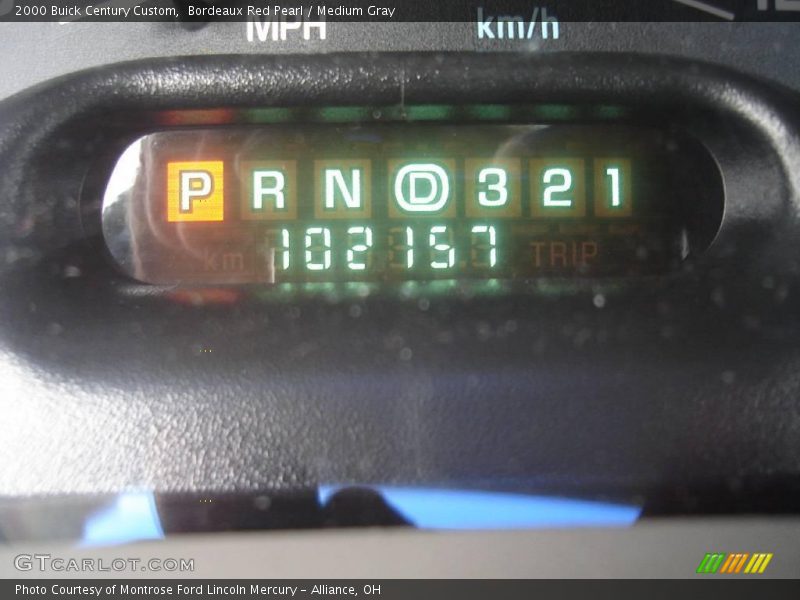 2000 Buick Century Custom, Bordeaux Red Pearl / Medium Gray
MPH km/h
P R N D 3 2 1
km 102157 TRIP
GTCARLOT.COM
Photo Courtesy of Montrose Ford Lincoln Mercury - Alliance, OH